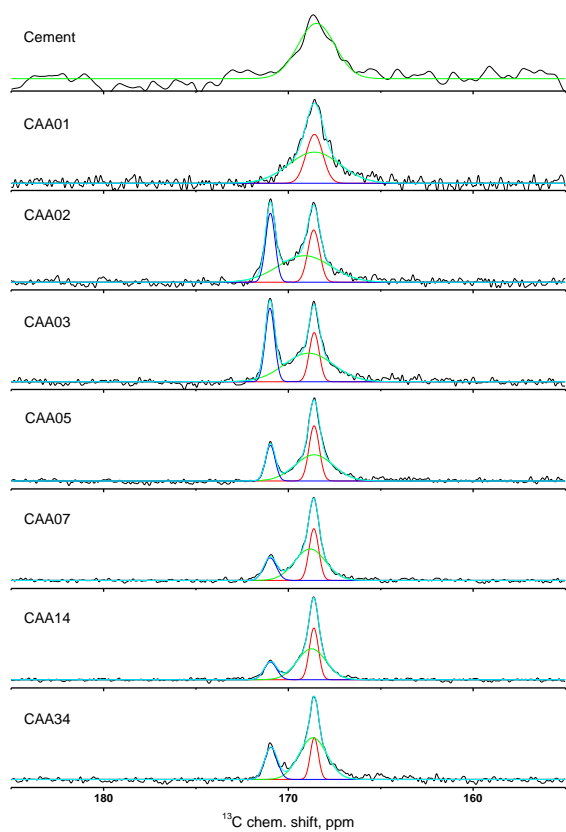 Cement
CAA01
CAA02
CAA03
CAA05
CAA07
CAA14
CAA34
180 170 160
¹³C chem. shift, ppm